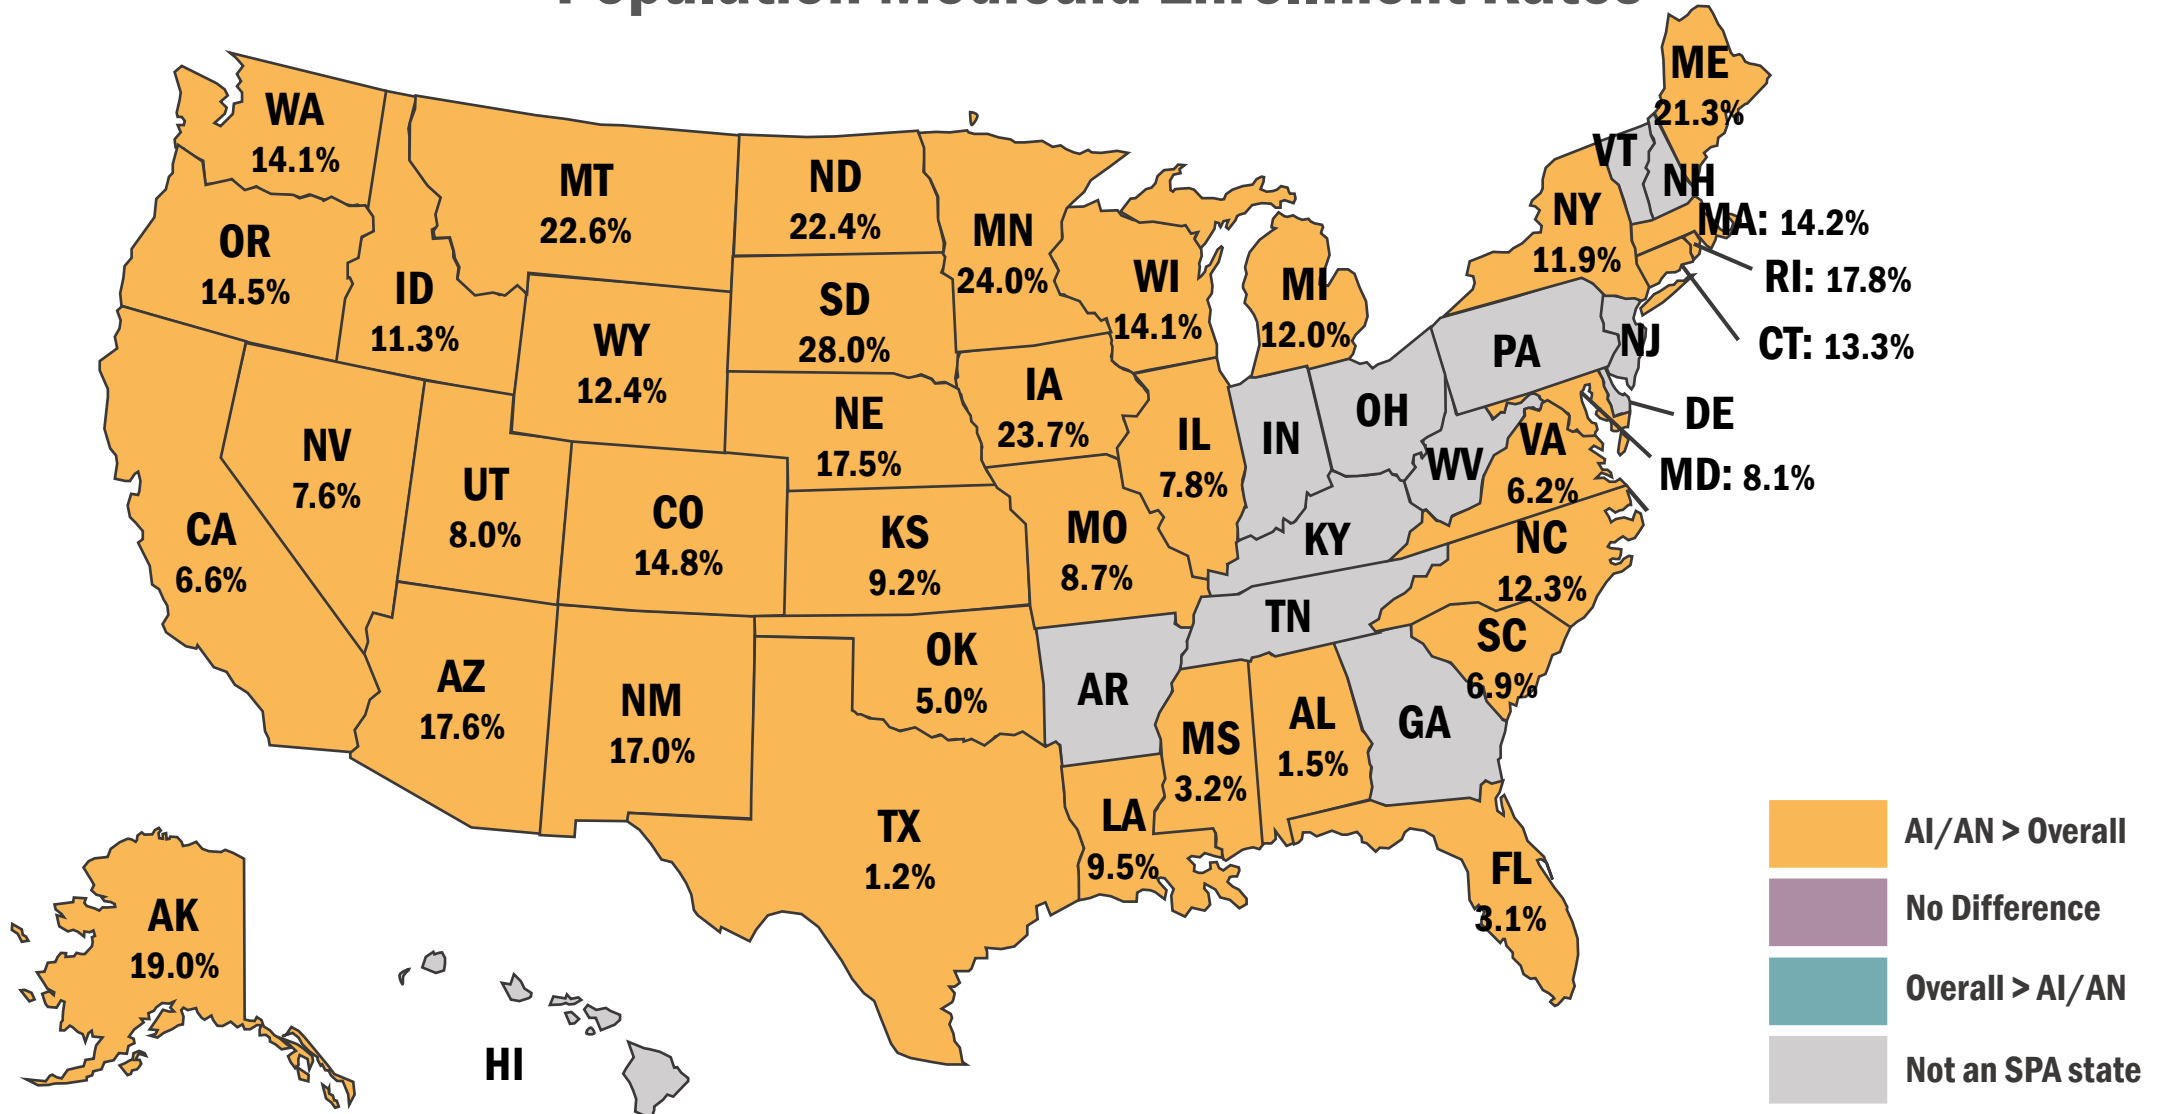 Population Medicaid Enrollment Rates
ME
21.3%
WA
14.1%
VT
NH
MT
22.6%
ND
22.4%
NY
11.9%
MA: 14.2%
MN
24.0%
OR
14.5%
RI: 17.8%
WI
14.1%
MI
12.0%
ID
11.3%
SD
28.0%
WY
12.4%
NJ
CT: 13.3%
PA
IA
23.7%
NE
17.5%
OH
DE
NV
7.6%
IL
7.8%
IN
VA
6.2%
WV
MD: 8.1%
UT
8.0%
CO
14.8%
CA
6.6%
KS
9.2%
MO
8.7%
KY
NC
12.3%
TN
SC
6.9%
OK
5.0%
AZ
17.6%
NM
17.0%
AR
AL
1.5%
GA
MS
3.2%
TX
1.2%
LA
9.5%
FL
3.1%
AK
19.0%
HI
AI/AN > Overall
No Difference
Overall > AI/AN
Not an SPA state